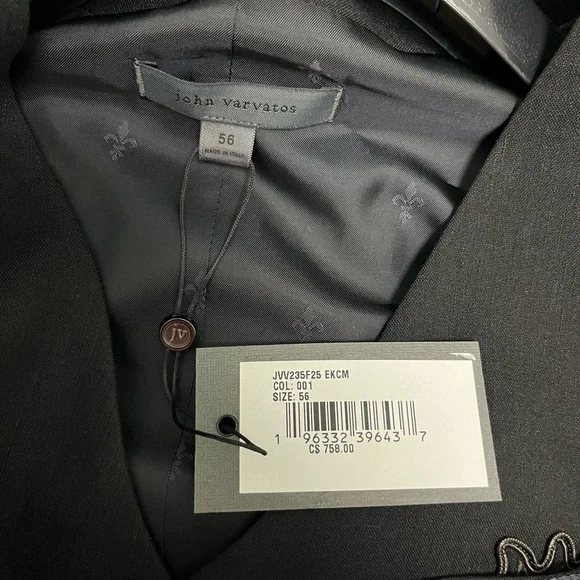 john varvatos
56
MADE IN ITALY
jv
JVV235F25 EKCM
COL: 001
SIZE: 56
1 96332 39643 7
C$ 758.00